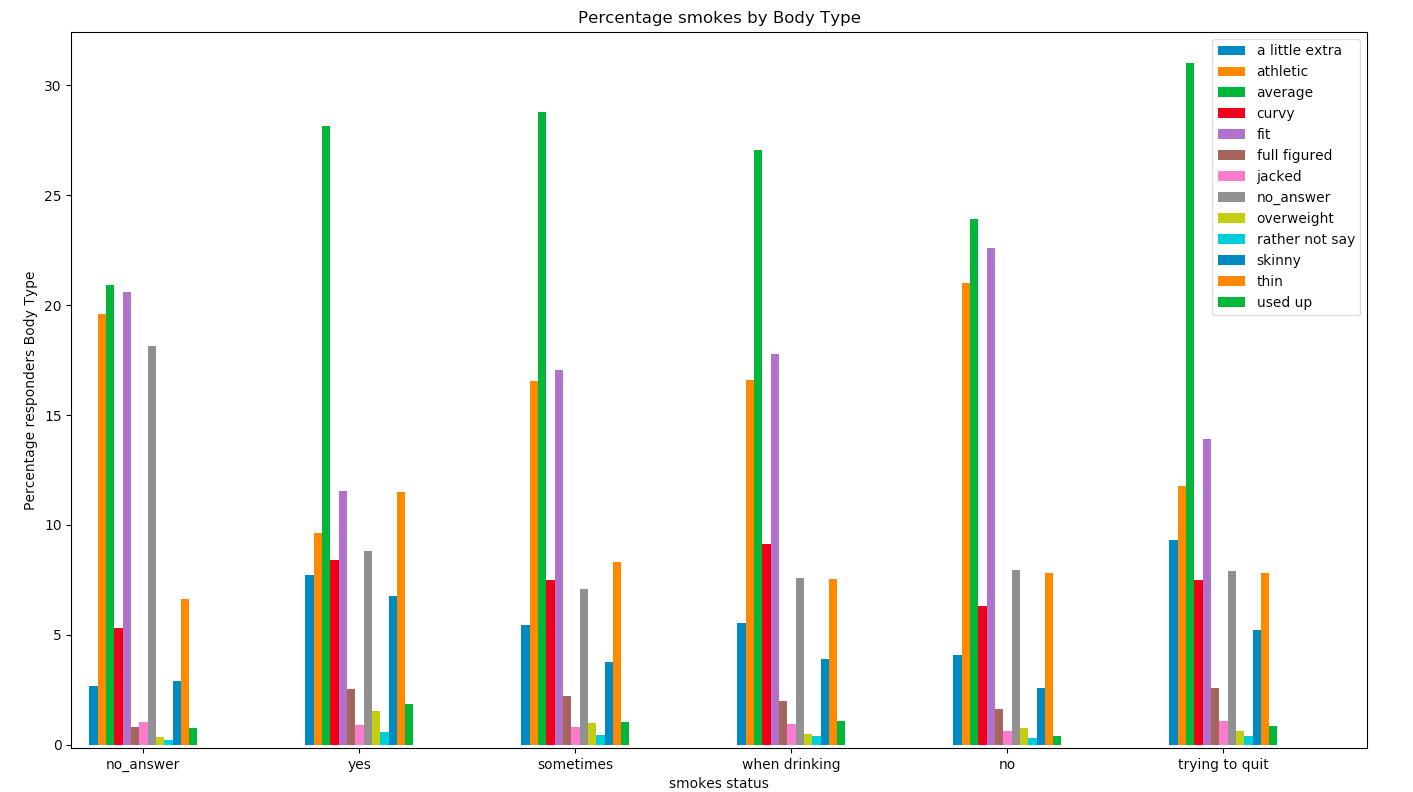 Percentage smokes by Body Type
Percentage responders Body Type
30
25
20
15
10
5
0
a little extra
athletic
average
curvy
fit
full figured
jacked
no_answer
overweight
rather not say
skinny
thin
used up
no_answer
yes
sometimes
when drinking
no
trying to quit
smokes status